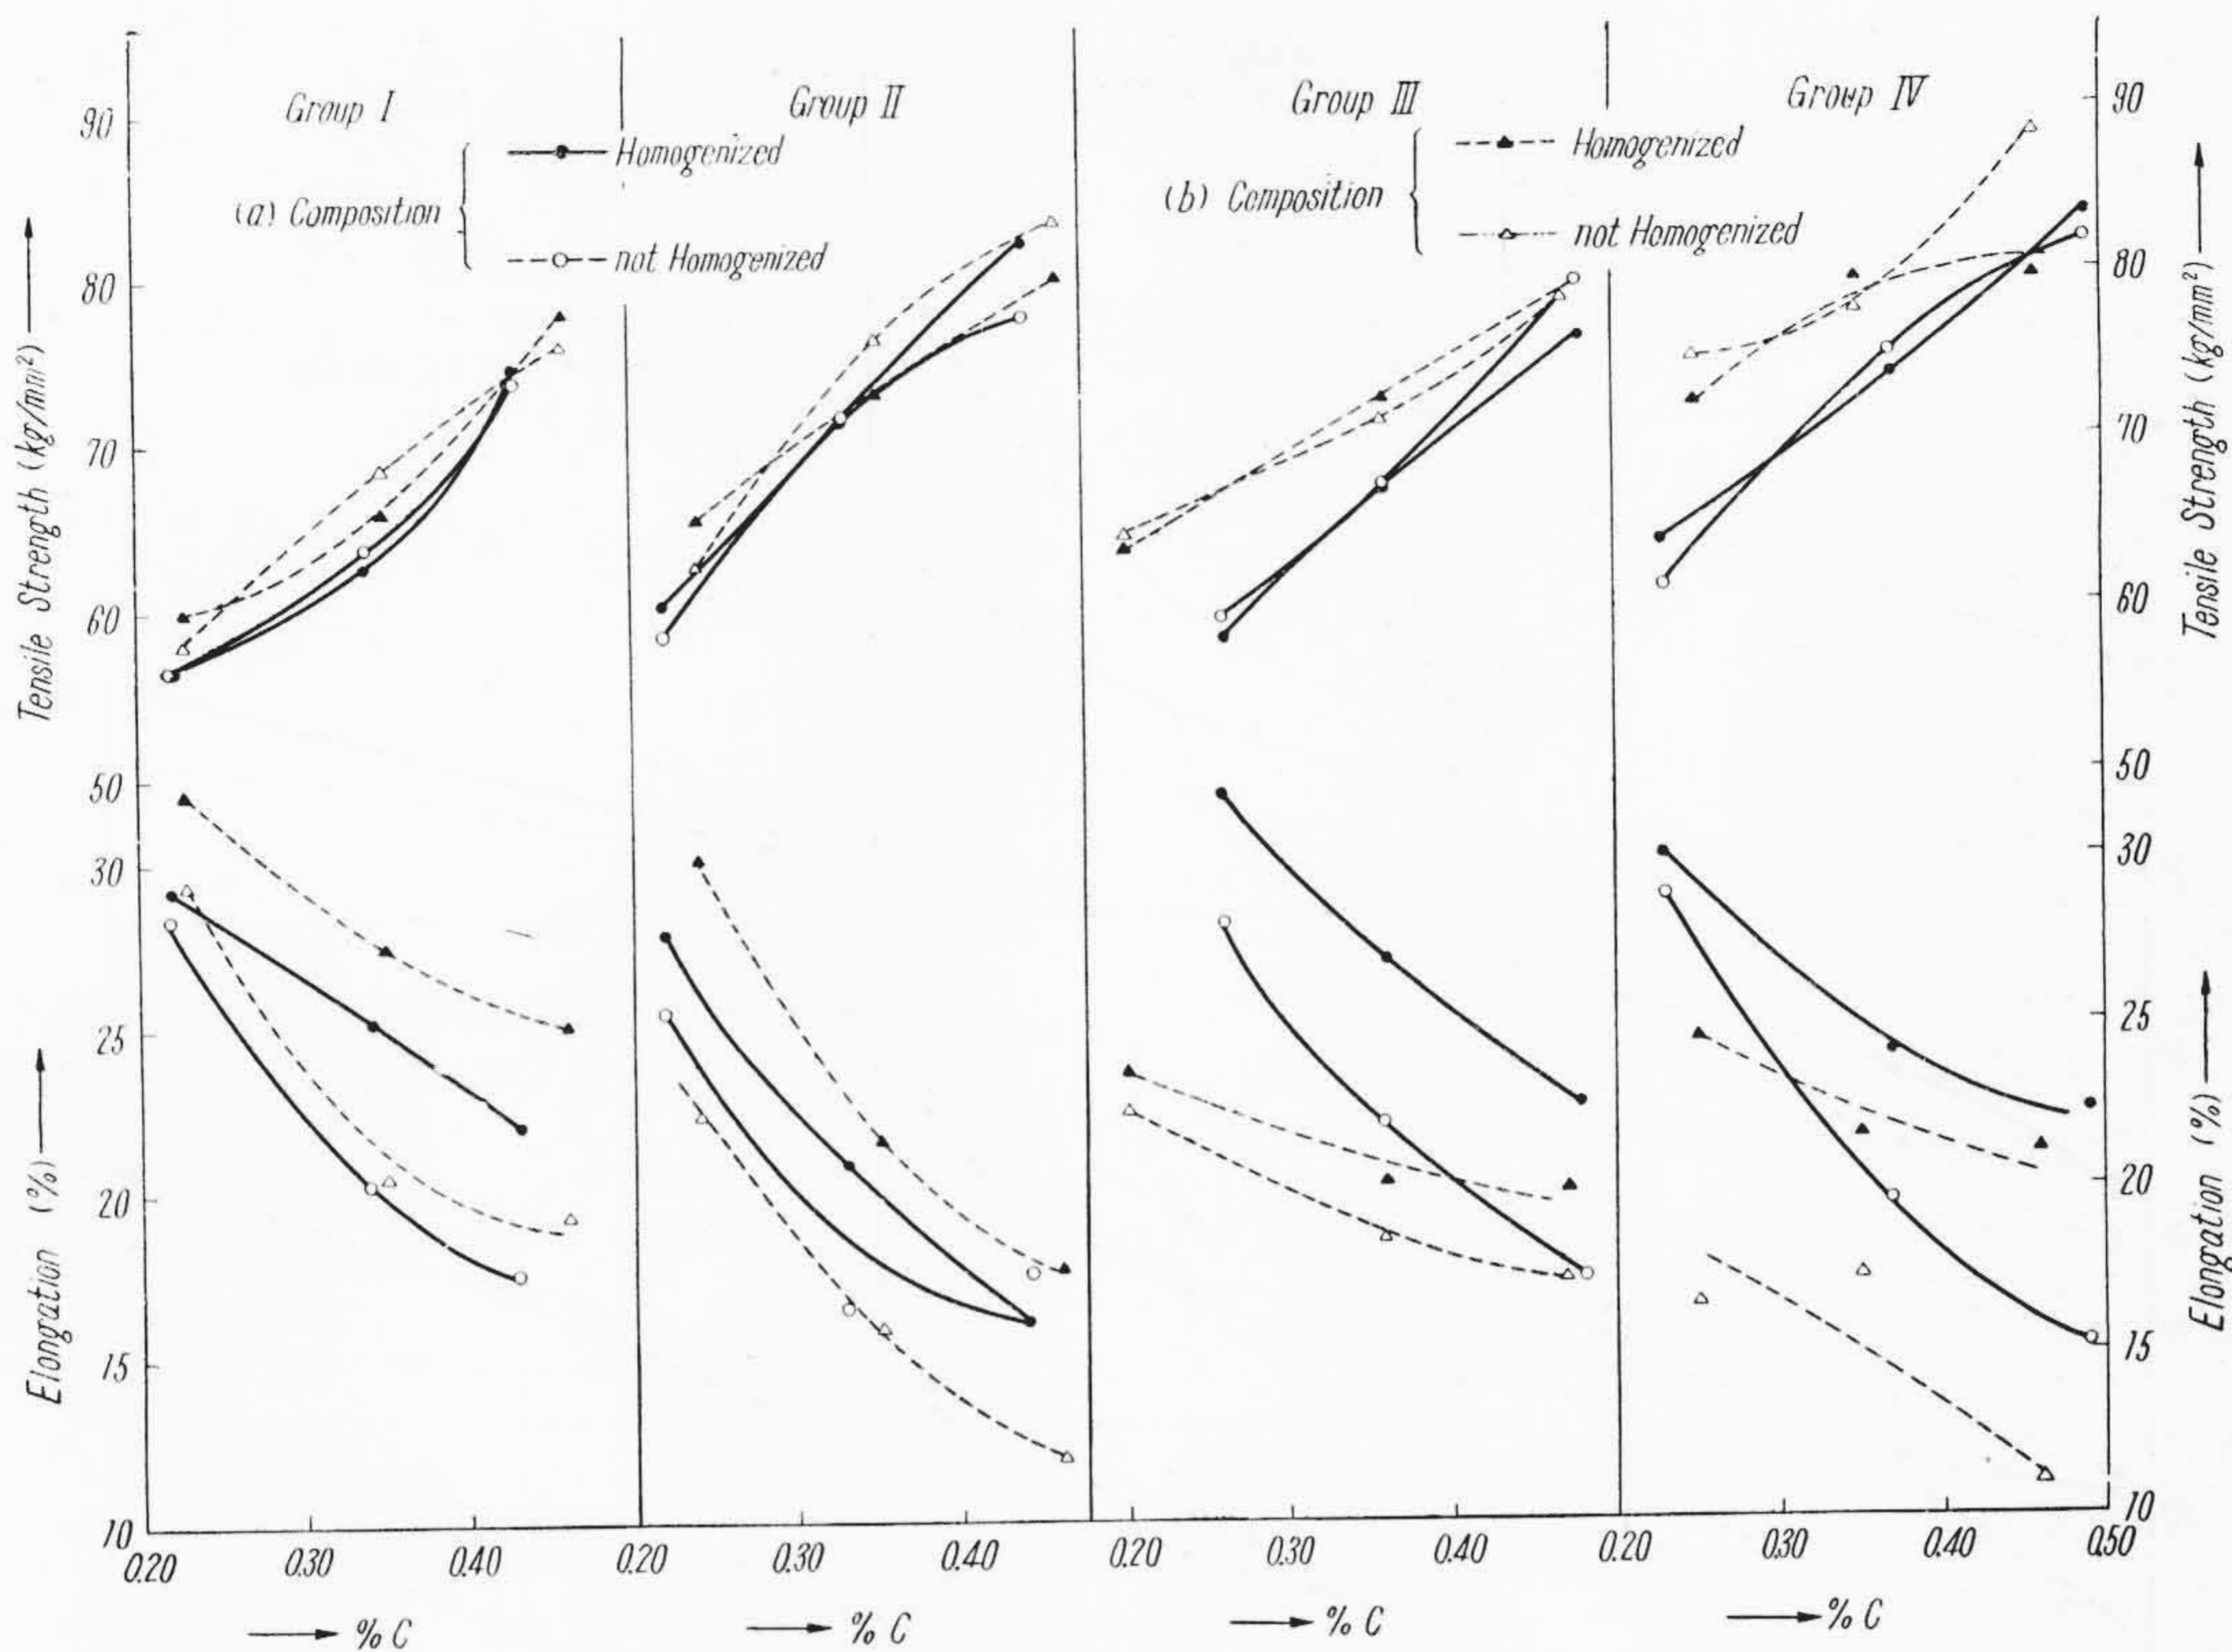 Group I
Group II
Group III
Group IV
(a) Composition
Homogenized
not Homogenized
(b) Composition
Homogenized
not Homogenized
Tensile Strength (kg/mm²)
90
80
70
60
50
Elongation (%)
30
25
20
15
10
90
80
70
60
50
Tensile Strength (kg/mm²)
30
25
20
15
10
Elongation (%)
0.20 0.30 0.40 0.20 0.30 0.40 0.20 0.30 0.40 0.20 0.30 0.40 0.50
% C % C % C % C